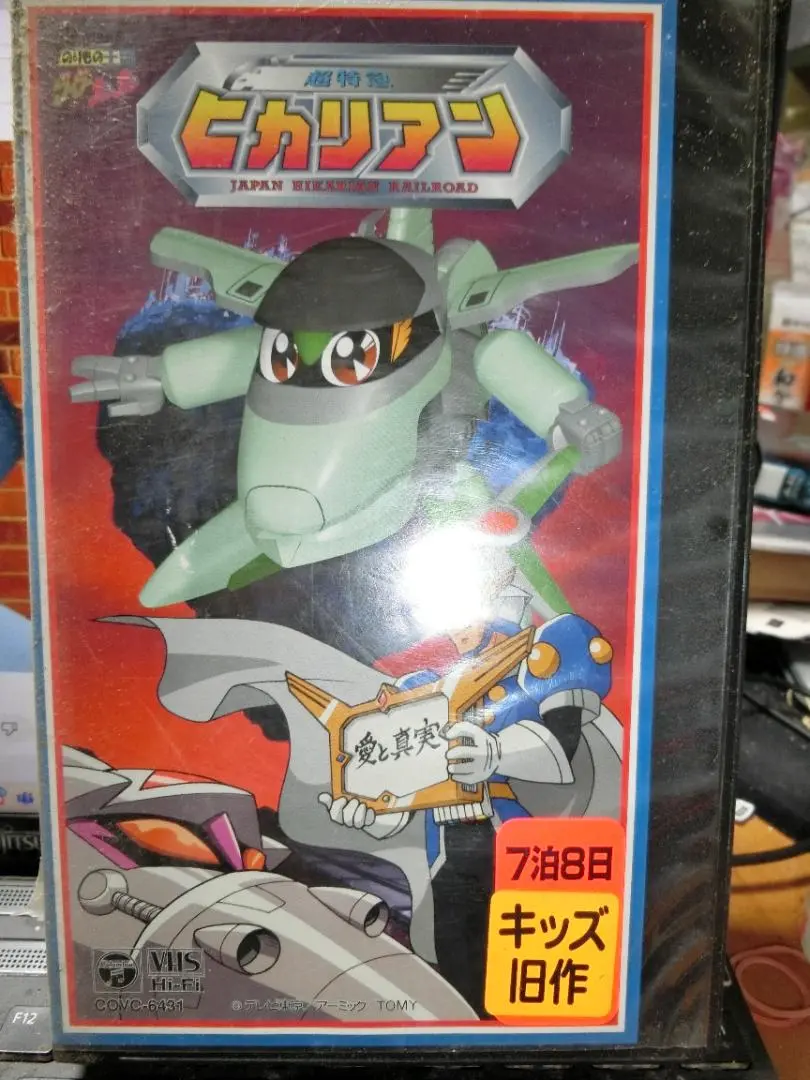 超特急
ヒカリアン
JAPAN HIKARIAN RAILROAD
愛と真実
7泊8日
キッズ
旧作
VHS
Hi-Fi
COVC-6431
©テレビ東京/アーミック TOMY
F12